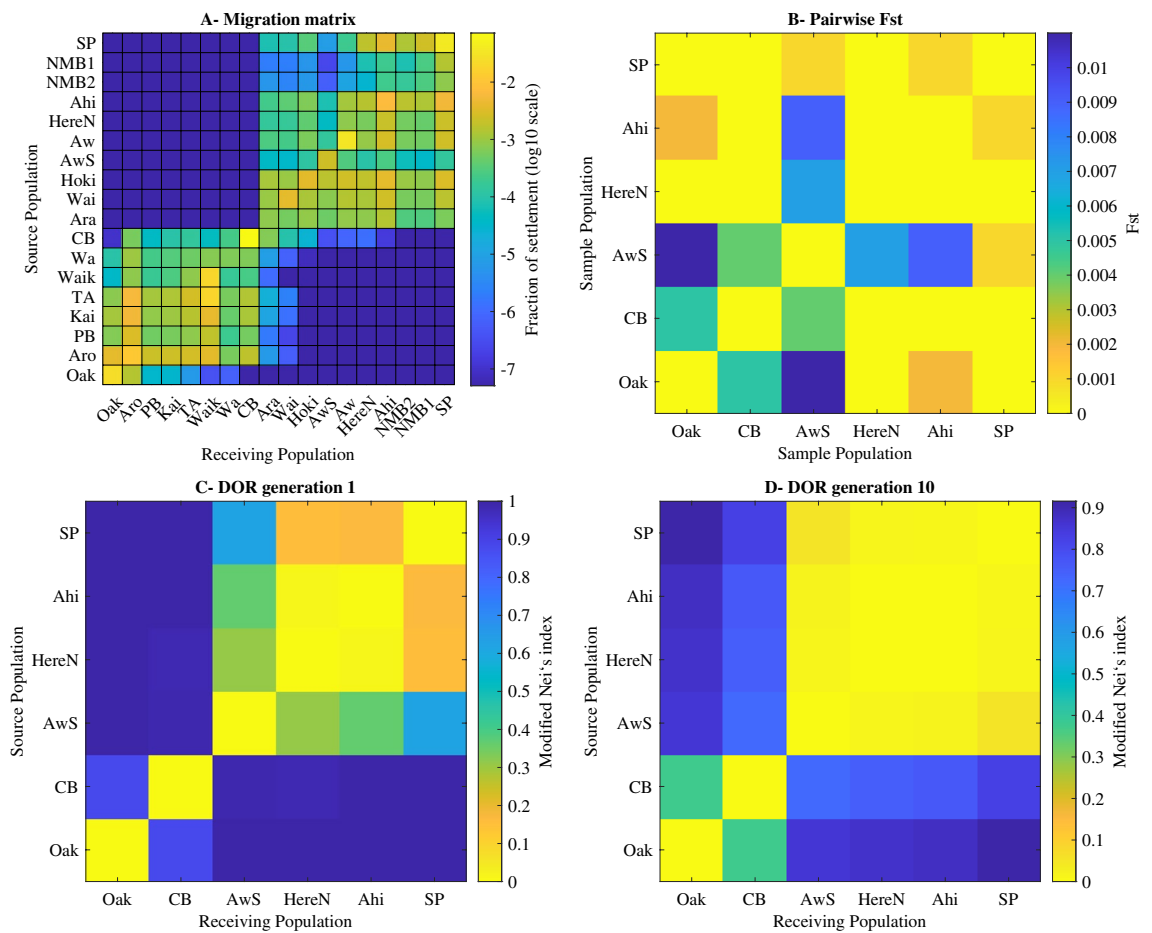 A- Migration matrix
SP
NMB1
NMB2
Ahi
HereN
Aw
AwS
Hoki
Wai
Ara
CB
Wa
Waik
TA
Kai
PB
Aro
Oak
Source Population
Oak
Aro
PB
Kai
TA
Waik
Wa
CB
Ara
Wai
Hoki
AwS
Aw
HereN
Ahi
NMB2
NMB1
SP
Receiving Population
-2
-3
-4
-5
-6
-7
Fraction of settlement (log10 scale)
B- Pairwise Fst
SP
Ahi
HereN
AwS
CB
Oak
Sample Population
Oak CB AwS HereN Ahi SP
Sample Population
0.01
0.009
0.008
0.007
0.006
0.005
0.004
0.003
0.002
0.001
0
Fst
C- DOR generation 1
SP
Ahi
HereN
AwS
CB
Oak
Source Population
Oak CB AwS HereN Ahi SP
Receiving Population
1
0.9
0.8
0.7
0.6
0.5
0.4
0.3
0.2
0.1
0
Modified Nei‘s index
D- DOR generation 10
SP
Ahi
HereN
AwS
CB
Oak
Source Population
Oak CB AwS HereN Ahi SP
Receiving Population
0.9
0.8
0.7
0.6
0.5
0.4
0.3
0.2
0.1
0
Modified Nei‘s index